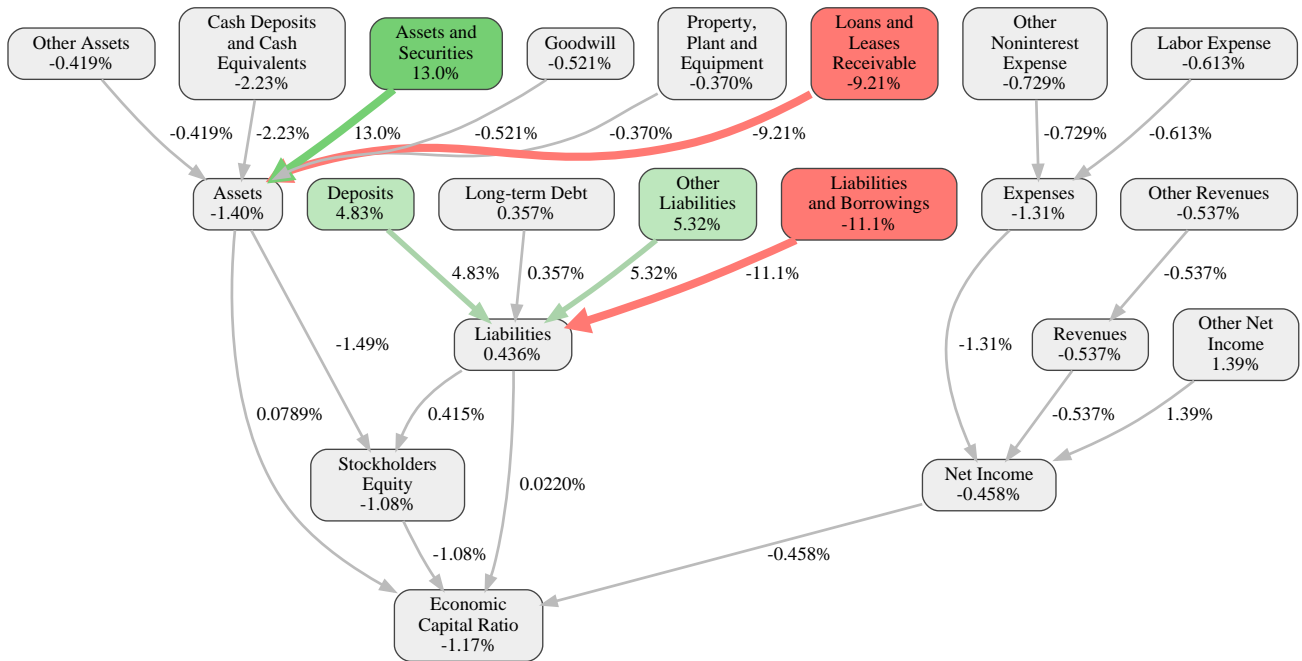 Other Assets
-0.419%
Cash Deposits
and Cash
Equivalents
-2.23%
Assets and
Securities
13.0%
Goodwill
-0.521%
Property,
Plant and
Equipment
-0.370%
Loans and
Leases
Receivable
-9.21%
Other
Noninterest
Expense
-0.729%
Labor Expense
-0.613%
-0.419%
-2.23%
13.0%
-0.521%
-0.370%
-9.21%
-0.729%
-0.613%
Assets
-1.40%
Deposits
4.83%
Long-term Debt
0.357%
Other
Liabilities
5.32%
Liabilities
and Borrowings
-11.1%
Expenses
-1.31%
Other Revenues
-0.537%
4.83%
0.357%
5.32%
-11.1%
-0.537%
-1.49%
Liabilities
0.436%
-1.31%
Revenues
-0.537%
Other Net
Income
1.39%
0.0789%
0.415%
-0.537%
1.39%
Stockholders
Equity
-1.08%
0.0220%
Net Income
-0.458%
-1.08%
-0.458%
Economic
Capital Ratio
-1.17%